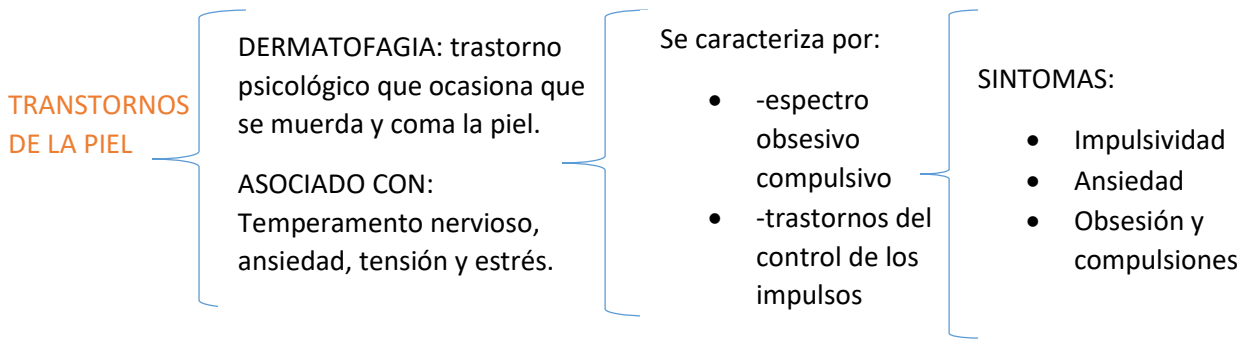 TRANSTORNOS
DE LA PIEL
DERMATOFAGIA: trastorno
psicológico que ocasiona que
se muerda y coma la piel.
ASOCIADO CON:
Temperamento nervioso,
ansiedad, tensión y estrés.
Se caracteriza por:
• -espectro
obsesivo
compulsivo
• -trastornos del
control de los
impulsos
SINTOMAS:
• Impulsividad
• Ansiedad
• Obsesión y
compulsiones